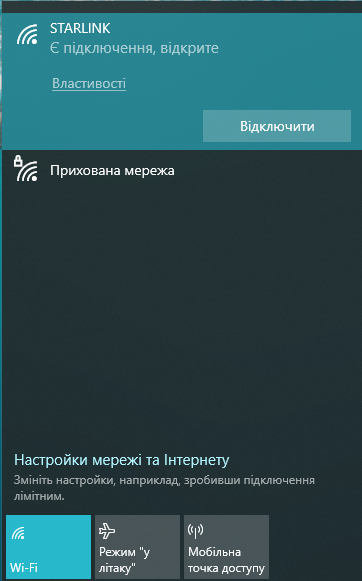 STARLINK
Є підключення, відкрите
Властивості
Відключити
Прихована мережа
Настройки мережі та Інтернету
Змініть настройки, наприклад, зробивши підключення
лімітним.
Wi-Fi
Режим "у
літаку"
Мобільна
точка доступу